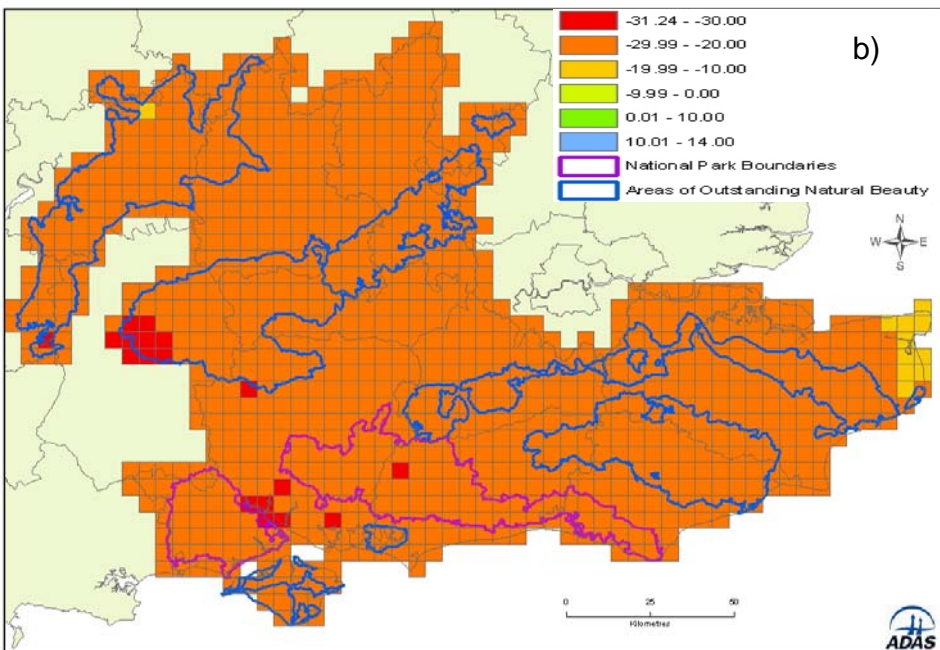 -31.24 - -30.00
b)
-29.99 - -20.00
-19.99 - -10.00
-9.99 - 0.00
0.01 - 10.00
10.01 - 14.00
National Park Boundaries
Areas of Outstanding Natural Beauty
N
W E
S
0 25 50
Kilometres
ADAS